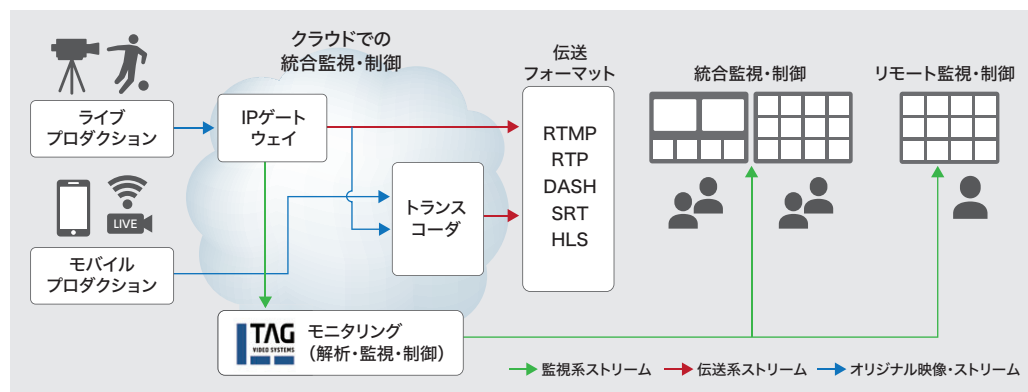 クラウドでの
統合監視・制御
伝送
フォーマット
統合監視・制御
リモート監視・制御
ライブ
プロダクション
IPゲート
ウェイ
RTMP
RTP
DASH
SRT
HLS
トランス
コーダ
LIVE
モバイル
プロダクション
TAG
VIDEO SYSTEMS
モニタリング
(解析・監視・制御)
監視系ストリーム
伝送系ストリーム
オリジナル映像・ストリーム